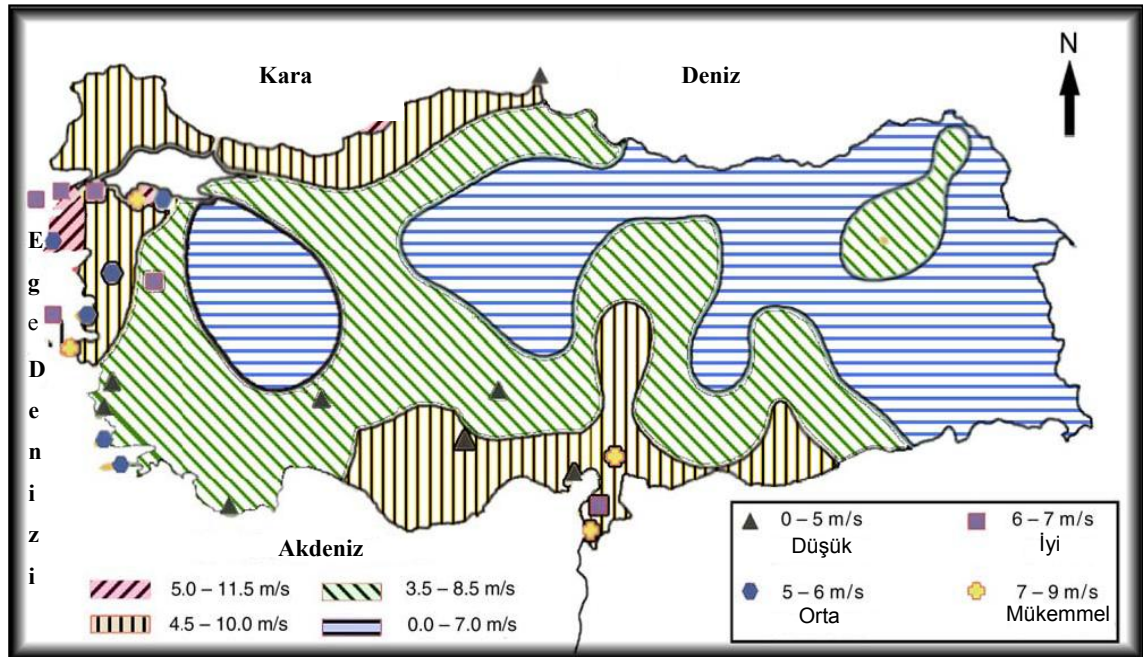 Kara
Deniz
N
E
g
e
D
e
n
i
z
i
Akdeniz
5.0 – 11.5 m/s
3.5 – 8.5 m/s
4.5 – 10.0 m/s
0.0 – 7.0 m/s
0 – 5 m/s
Düşük
6 – 7 m/s
İyi
5 – 6 m/s
Orta
7 – 9 m/s
Mükemmel